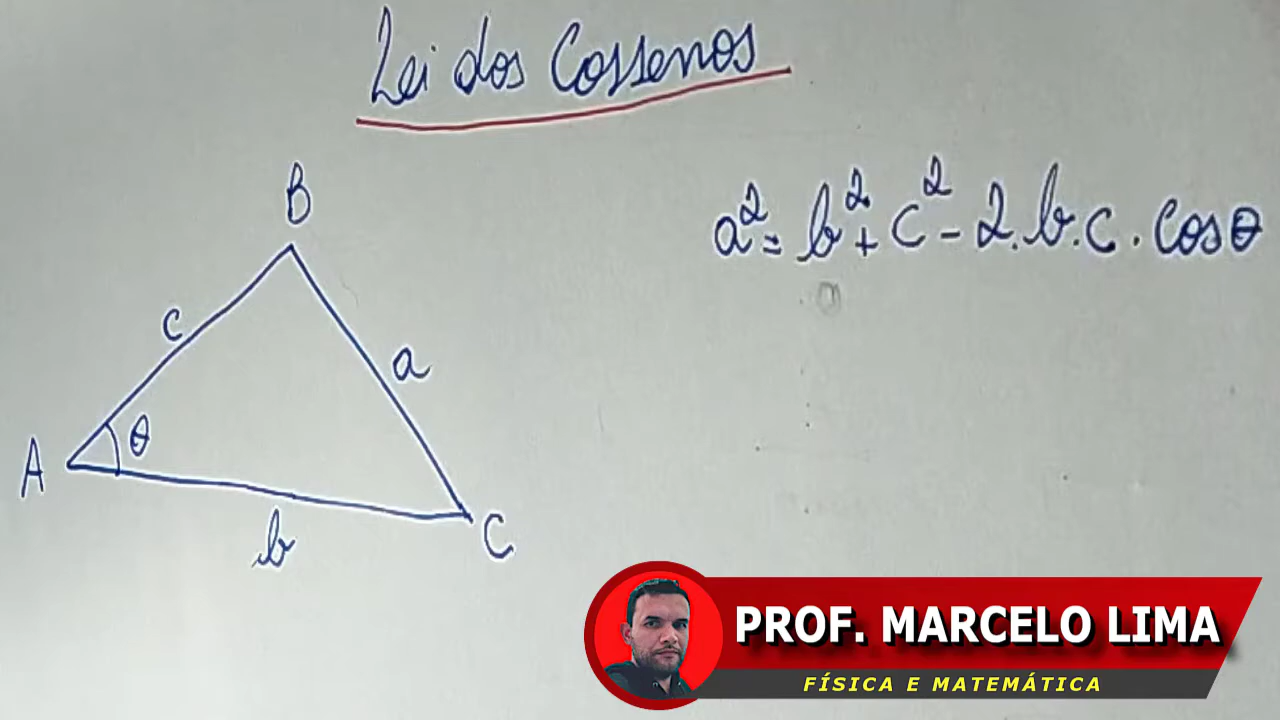 Lei dos Cossenos
a² = b² + c² - 2.b.c.cosθ
B
c
a
θ
A
b
C
PROF. MARCELO LIMA
FÍSICA E MATEMÁTICA